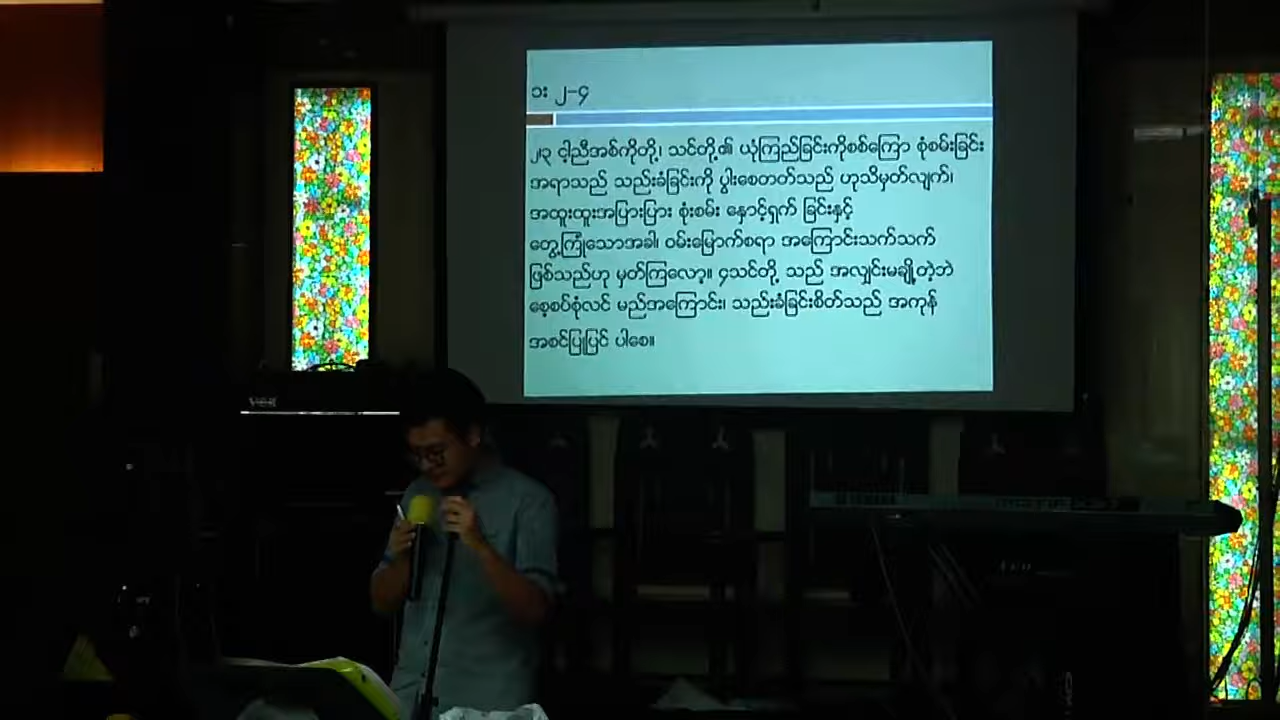 ၁း ၂-၄
၂၊၃ ငါ့ညီအစ်ကိုတို့၊ သင်တို့၏ ယုံကြည်ခြင်းကိုစစ်ကြော စုံစမ်းခြင်း
အရာသည် သည်းခံခြင်းကို ပွါးစေတတ်သည် ဟုသိမှတ်လျက်၊
အထူးထူးအပြားပြား စုံးစမ်း နှောင့်ရှက် ခြင်းနှင့်
တွေ့ကြုံသောအခါ၊ ဝမ်းမြောက်စရာ အကြောင်းသက်သက်
ဖြစ်သည်ဟု မှတ်ကြလော့။ ၄သင်တို့ သည် အလျှင်းမချို့တဲ့ဘဲ
စေ့စပ်စုံလင် မည်အကြောင်း၊ သည်းခံခြင်းစိတ်သည် အကုန်
အစင်ပြုပြင် ပါစေ။
VOX